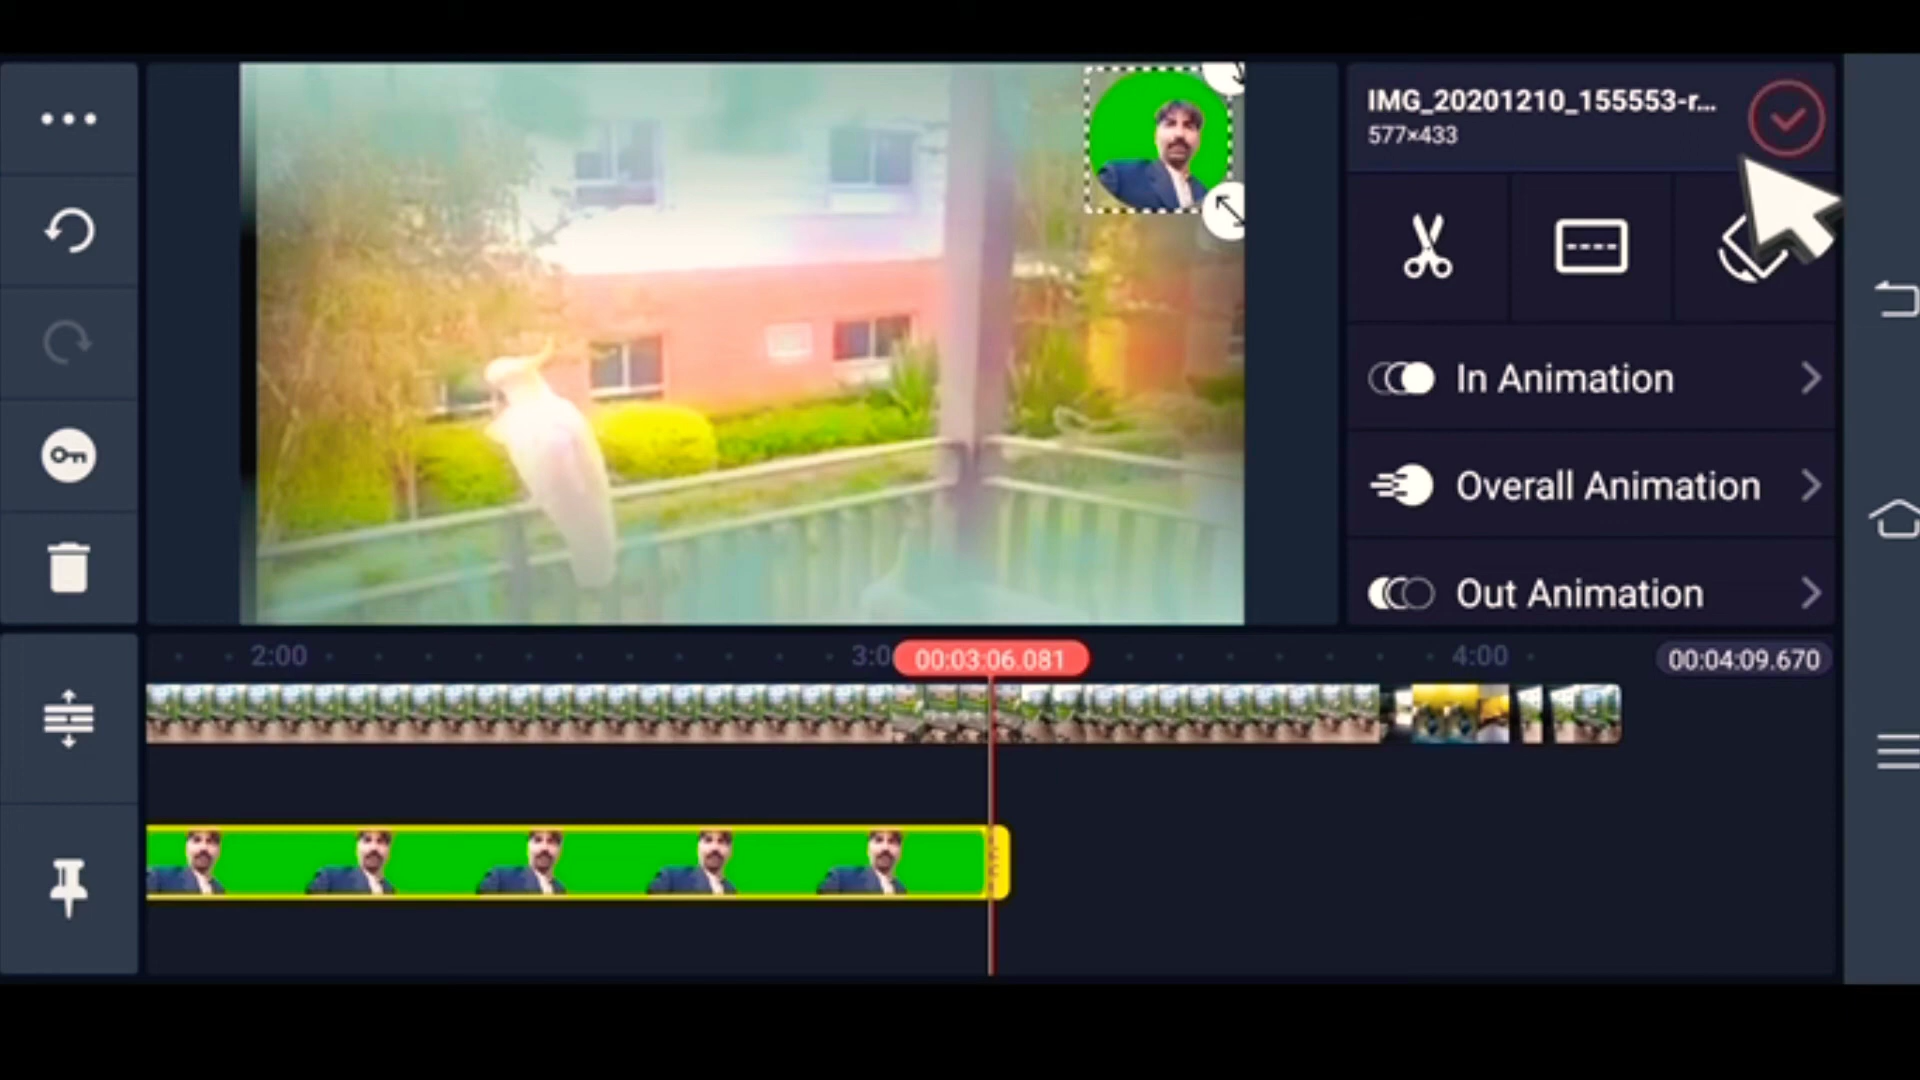 IMG_20201210_155553-r...
577×433
In Animation
Overall Animation
Out Animation
2:00
3:0
00:03:06.081
4:00
00:04:09.670